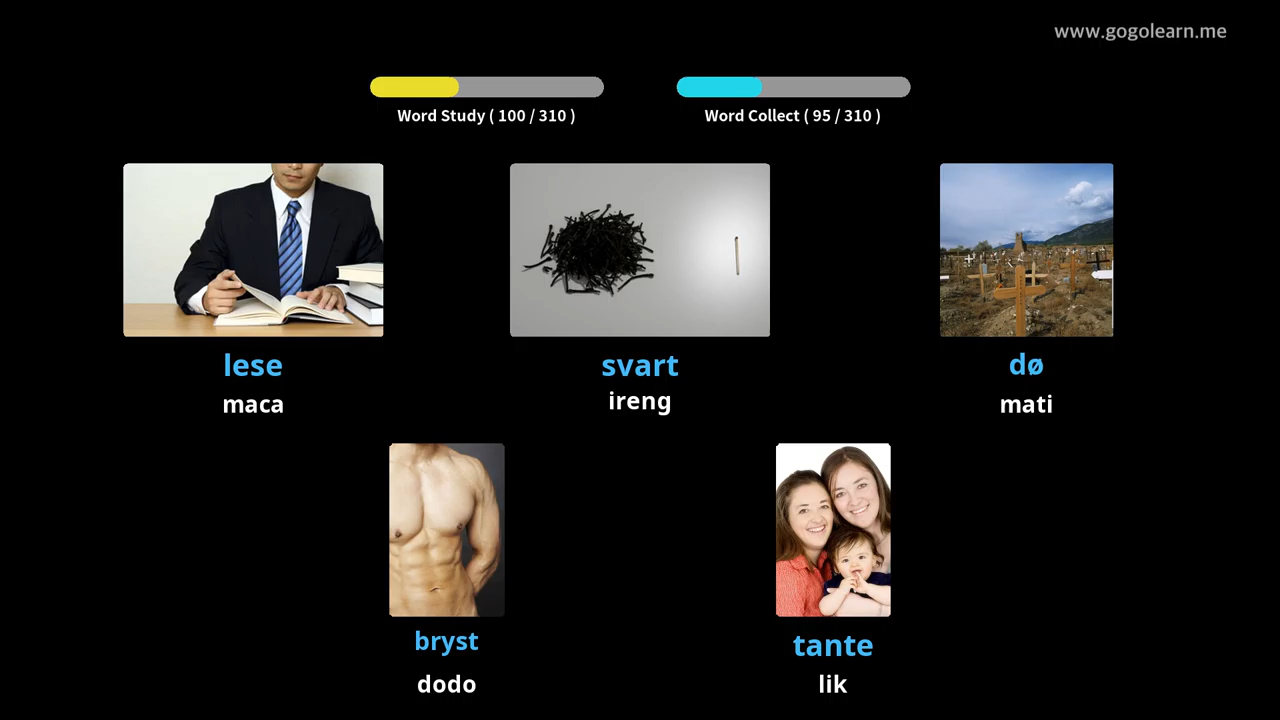 www.gogolearn.me
Word Study ( 100 / 310 )
Word Collect ( 95 / 310 )
lese
maca
svart
ireng
dø
mati
bryst
dodo
tante
lik